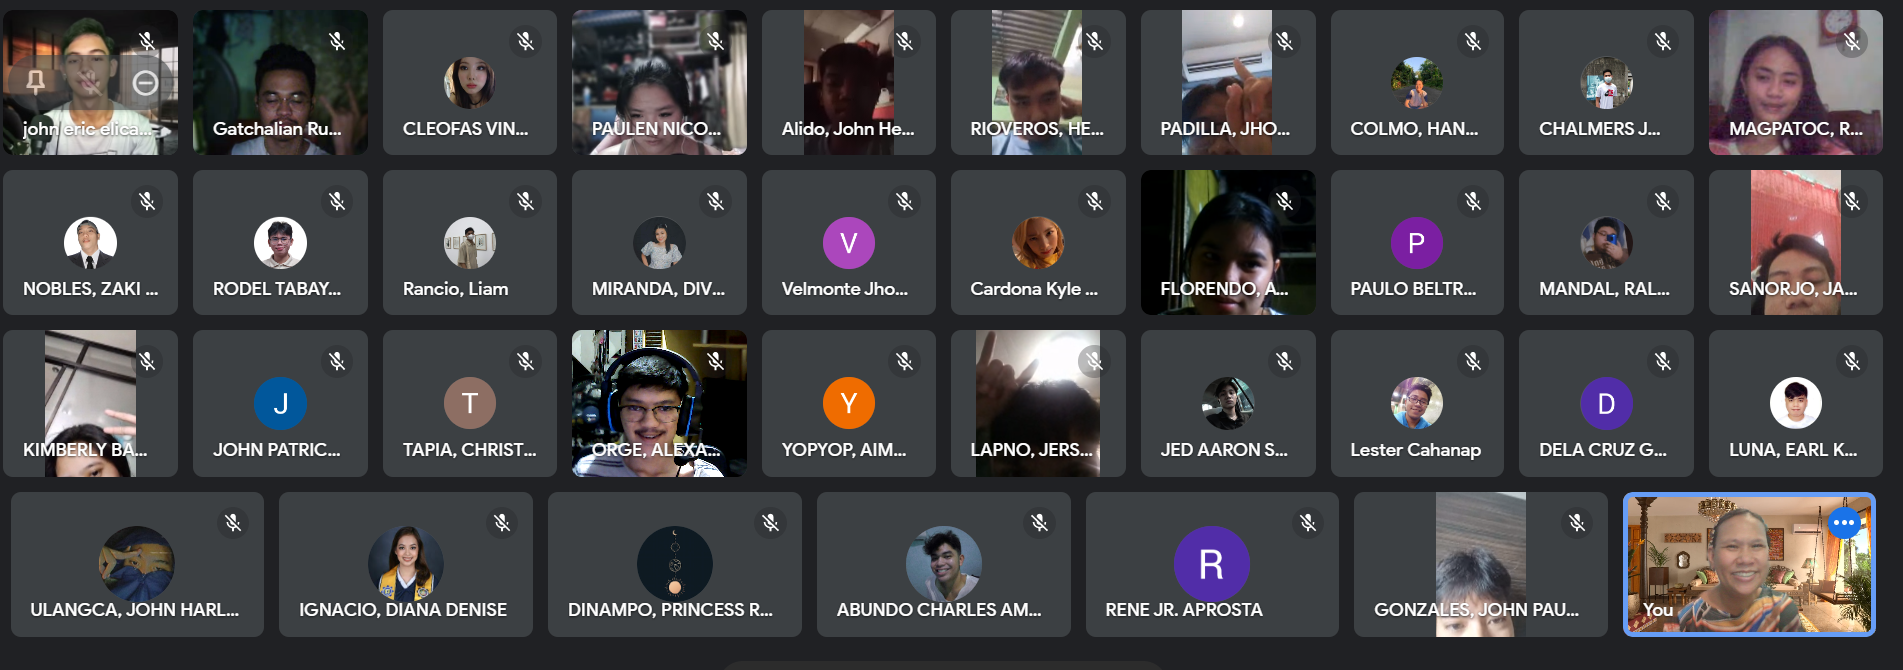 john eric elica...
Gatchalian Ru...
CLEOFAS VIN...
PAULEN NICO...
Alido, John He...
RIOVEROS, HE...
PADILLA, JHO...
COLMO, HAN...
CHALMERS J...
MAGPATOC, R...
NOBLES, ZAKI ...
RODEL TABAY...
Rancio, Liam
MIRANDA, DIV...
V
Velmonte Jho...
Cardona Kyle ...
FLORENDO, A...
P
PAULO BELTR...
MANDAL, RAL...
SANORJO, JA...
KIMBERLY BA...
J
JOHN PATRIC...
T
TAPIA, CHRIST...
ORGE, ALEXA...
Y
YOPYOP, AIM...
LAPNO, JERS...
JED AARON S...
Lester Cahanap
D
DELA CRUZ G...
LUNA, EARL K...
ULANGCA, JOHN HARL...
IGNACIO, DIANA DENISE
DINAMPO, PRINCESS R...
ABUNDO CHARLES AM...
R
RENE JR. APROSTA
GONZALES, JOHN PAU...
You